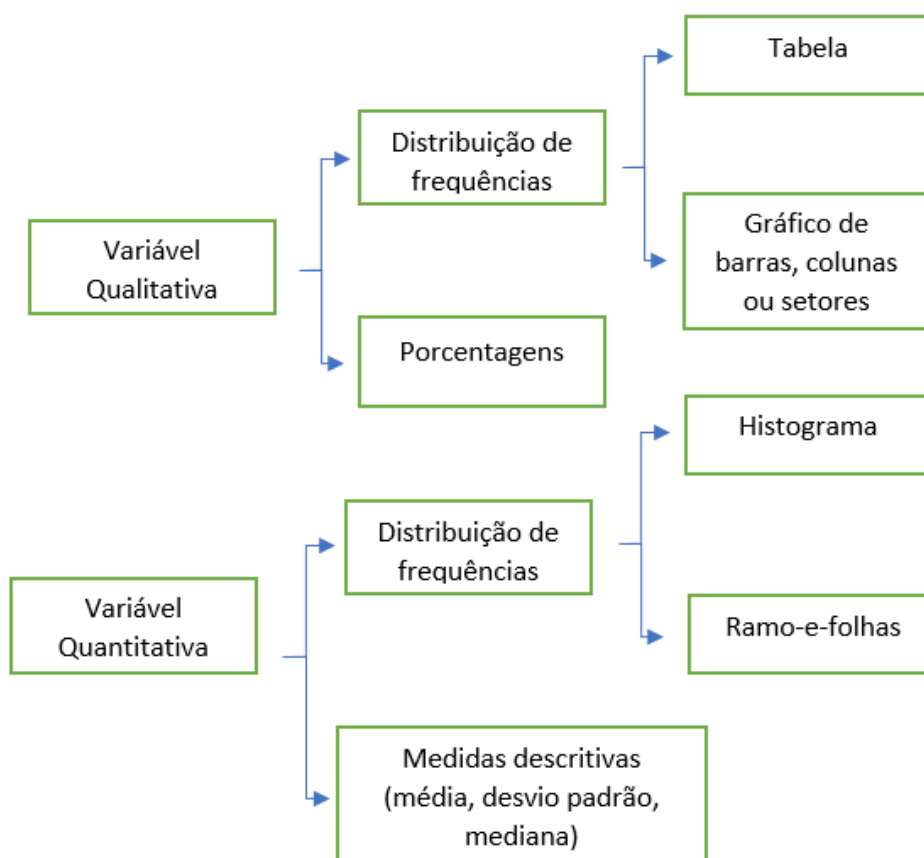 Tabela
Distribuição de
frequências
Gráfico de
barras, colunas
ou setores
Variável
Qualitativa
Porcentagens
Histograma
Distribuição de
frequências
Variável
Quantitativa
Ramo-e-folhas
Medidas descritivas
(média, desvio padrão,
mediana)